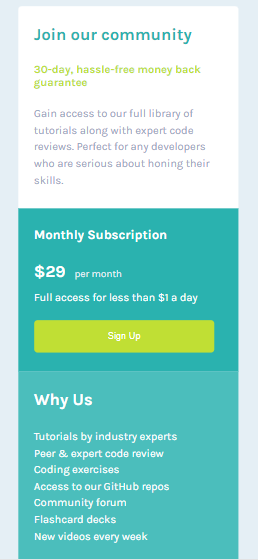 Join our community
30-day, hassle-free money back
guarantee
Gain access to our full library of
tutorials along with expert code
reviews. Perfect for any developers
who are serious about honing their
skills.
Monthly Subscription
$29 per month
Full access for less than $1 a day
Sign Up
Why Us
Tutorials by industry experts
Peer & expert code review
Coding exercises
Access to our GitHub repos
Community forum
Flashcard decks
New videos every week